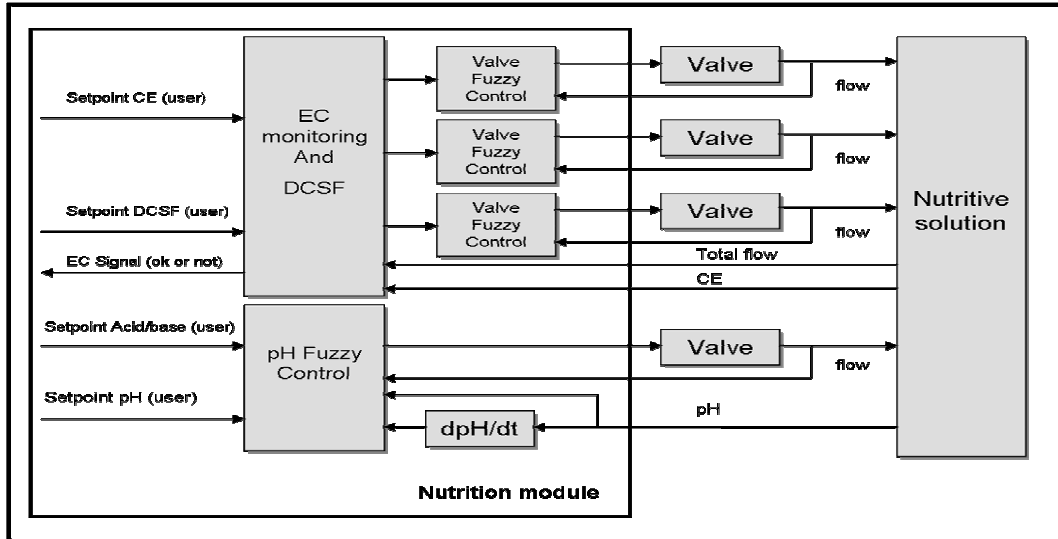 Setpoint CE (user)
Setpoint DCSF (user)
EC Signal (ok or not)
Setpoint Acid/base (user)
Setpoint pH (user)
EC
monitoring
And
DCSF
pH Fuzzy
Control
Valve
Fuzzy
Control
Valve
Fuzzy
Control
Valve
Fuzzy
Control
dpH/dt
Nutrition module
Valve
flow
Valve
flow
Valve
flow
Total flow
CE
Valve
flow
pH
Nutritive
solution